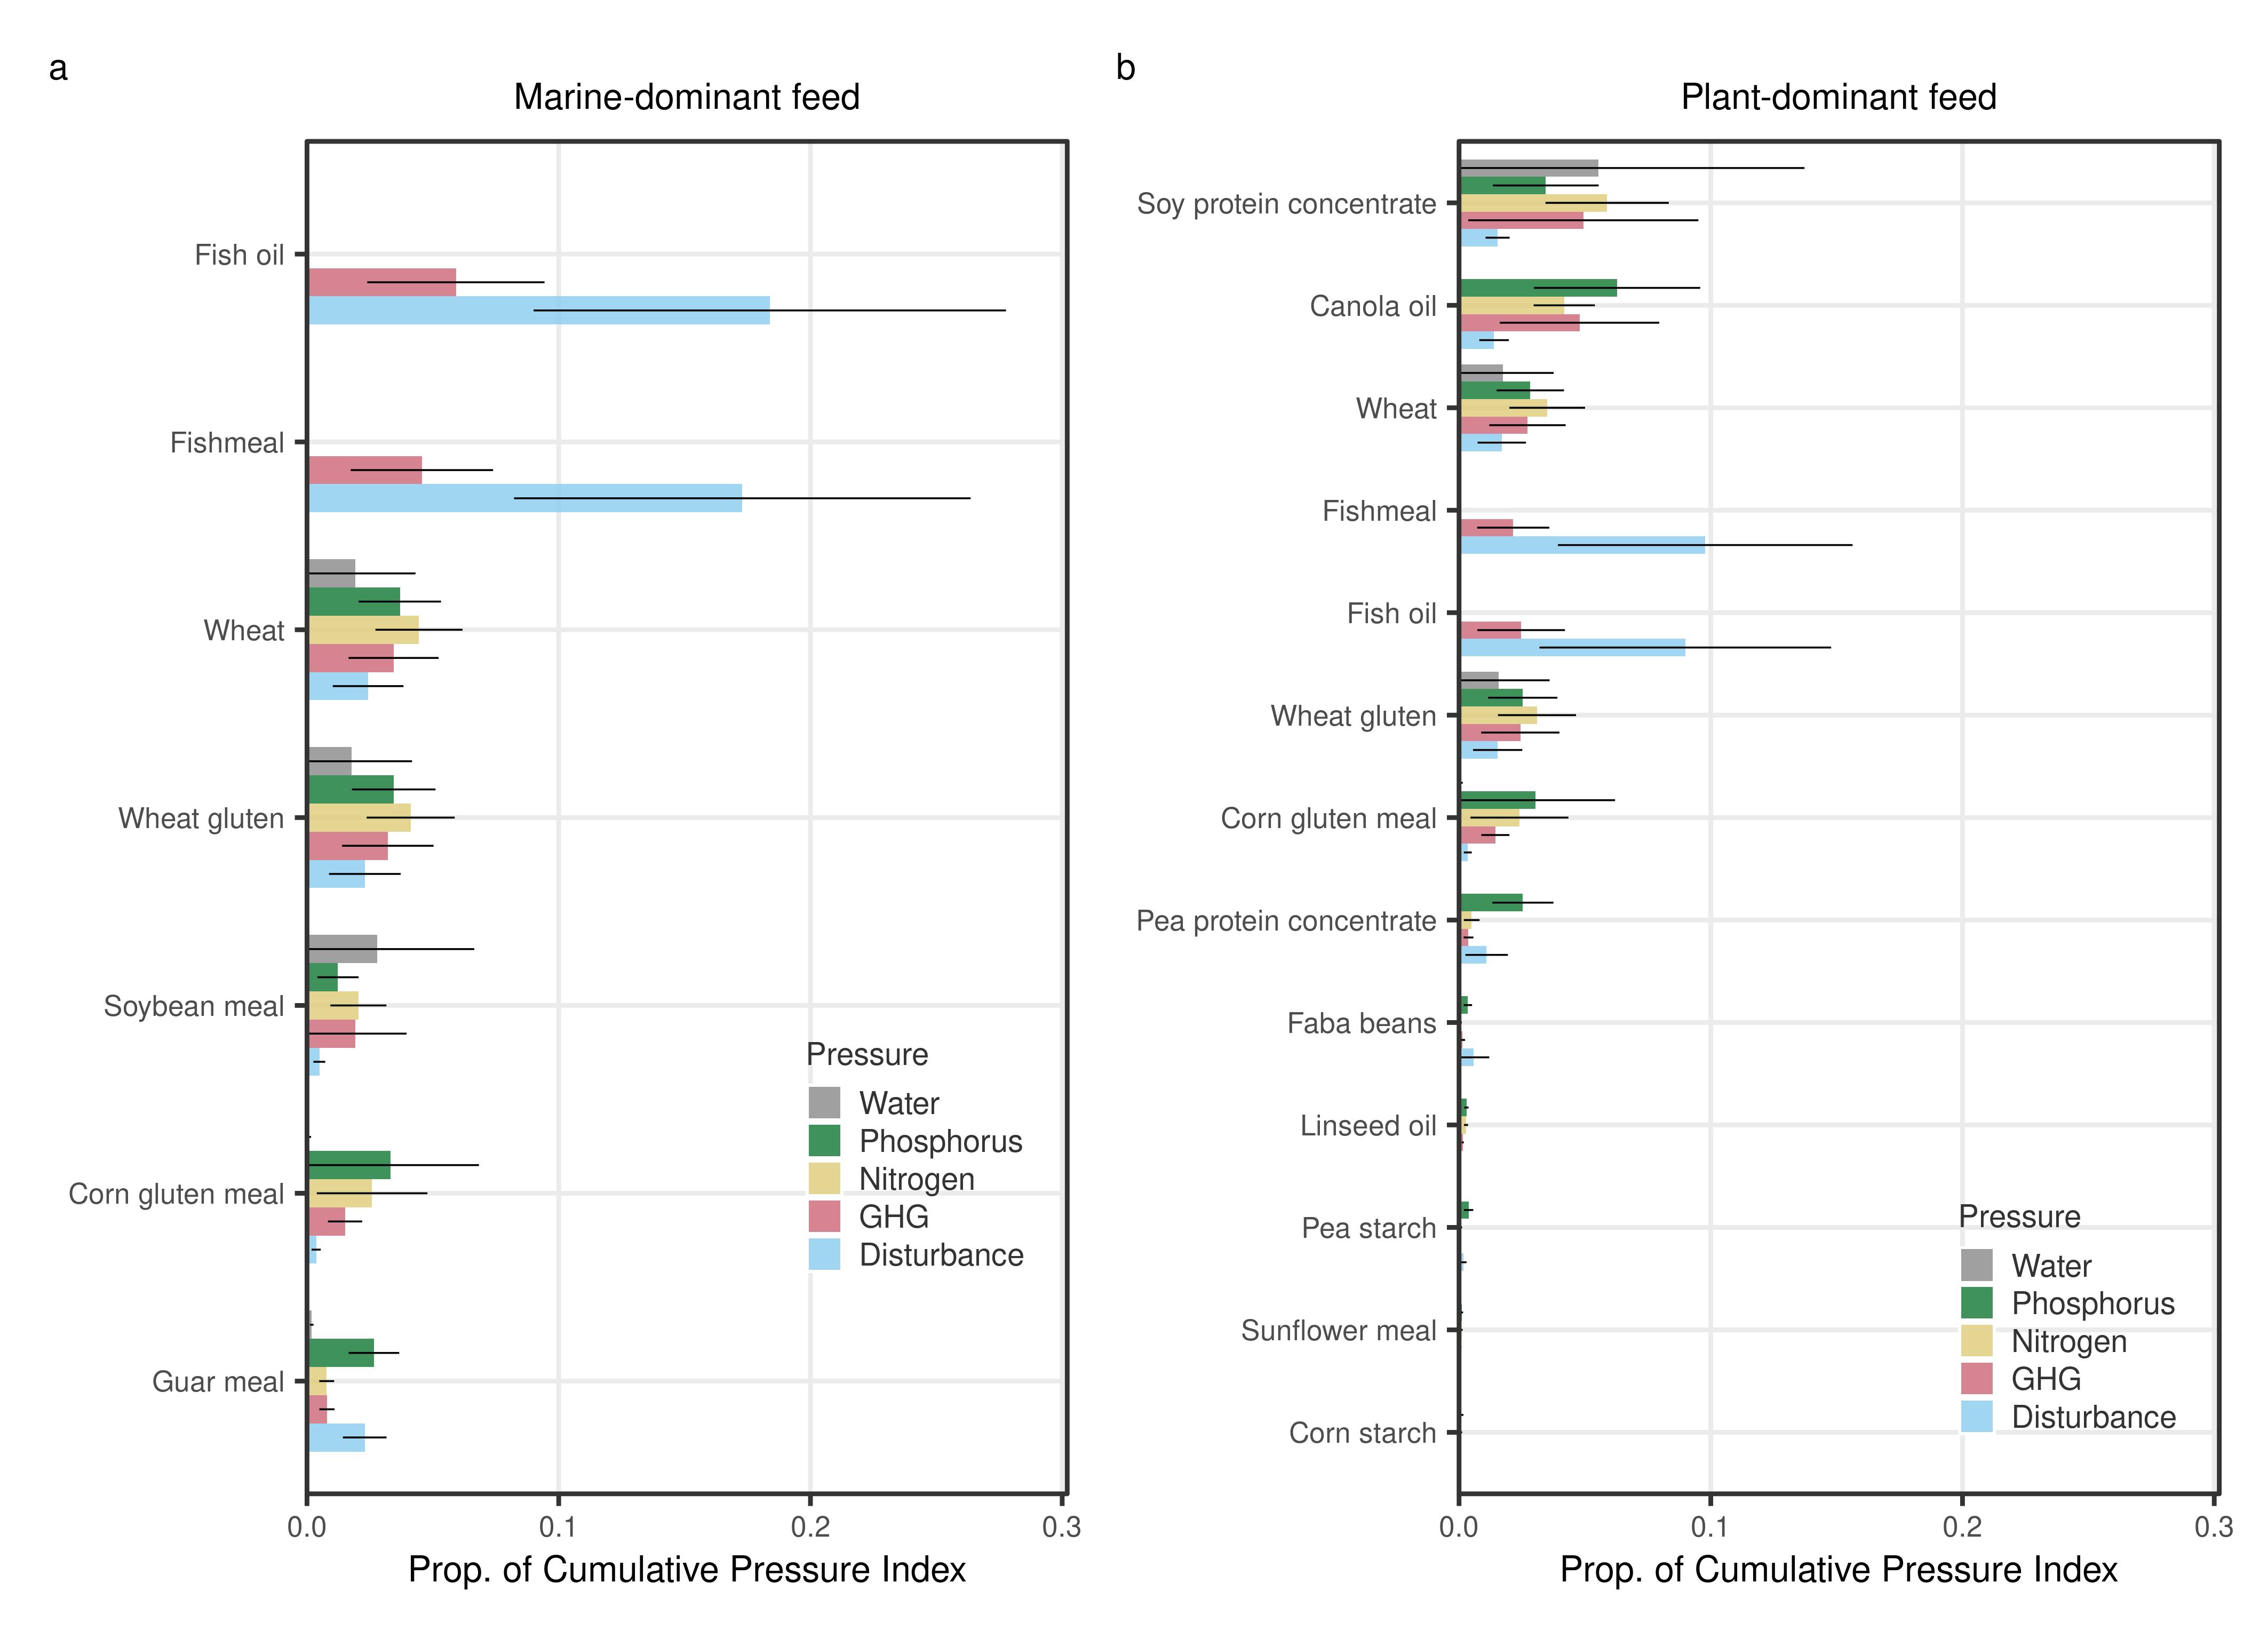 a
Marine-dominant feed
Fish oil
Fishmeal
Wheat
Wheat gluten
Soybean meal
Corn gluten meal
Guar meal
Pressure
Water
Phosphorus
Nitrogen
GHG
Disturbance
0.0 0.1 0.2 0.3
Prop. of Cumulative Pressure Index
b
Plant-dominant feed
Soy protein concentrate
Canola oil
Wheat
Fishmeal
Fish oil
Wheat gluten
Corn gluten meal
Pea protein concentrate
Faba beans
Linseed oil
Pea starch
Sunflower meal
Corn starch
Pressure
Water
Phosphorus
Nitrogen
GHG
Disturbance
0.0 0.1 0.2 0.3
Prop. of Cumulative Pressure Index